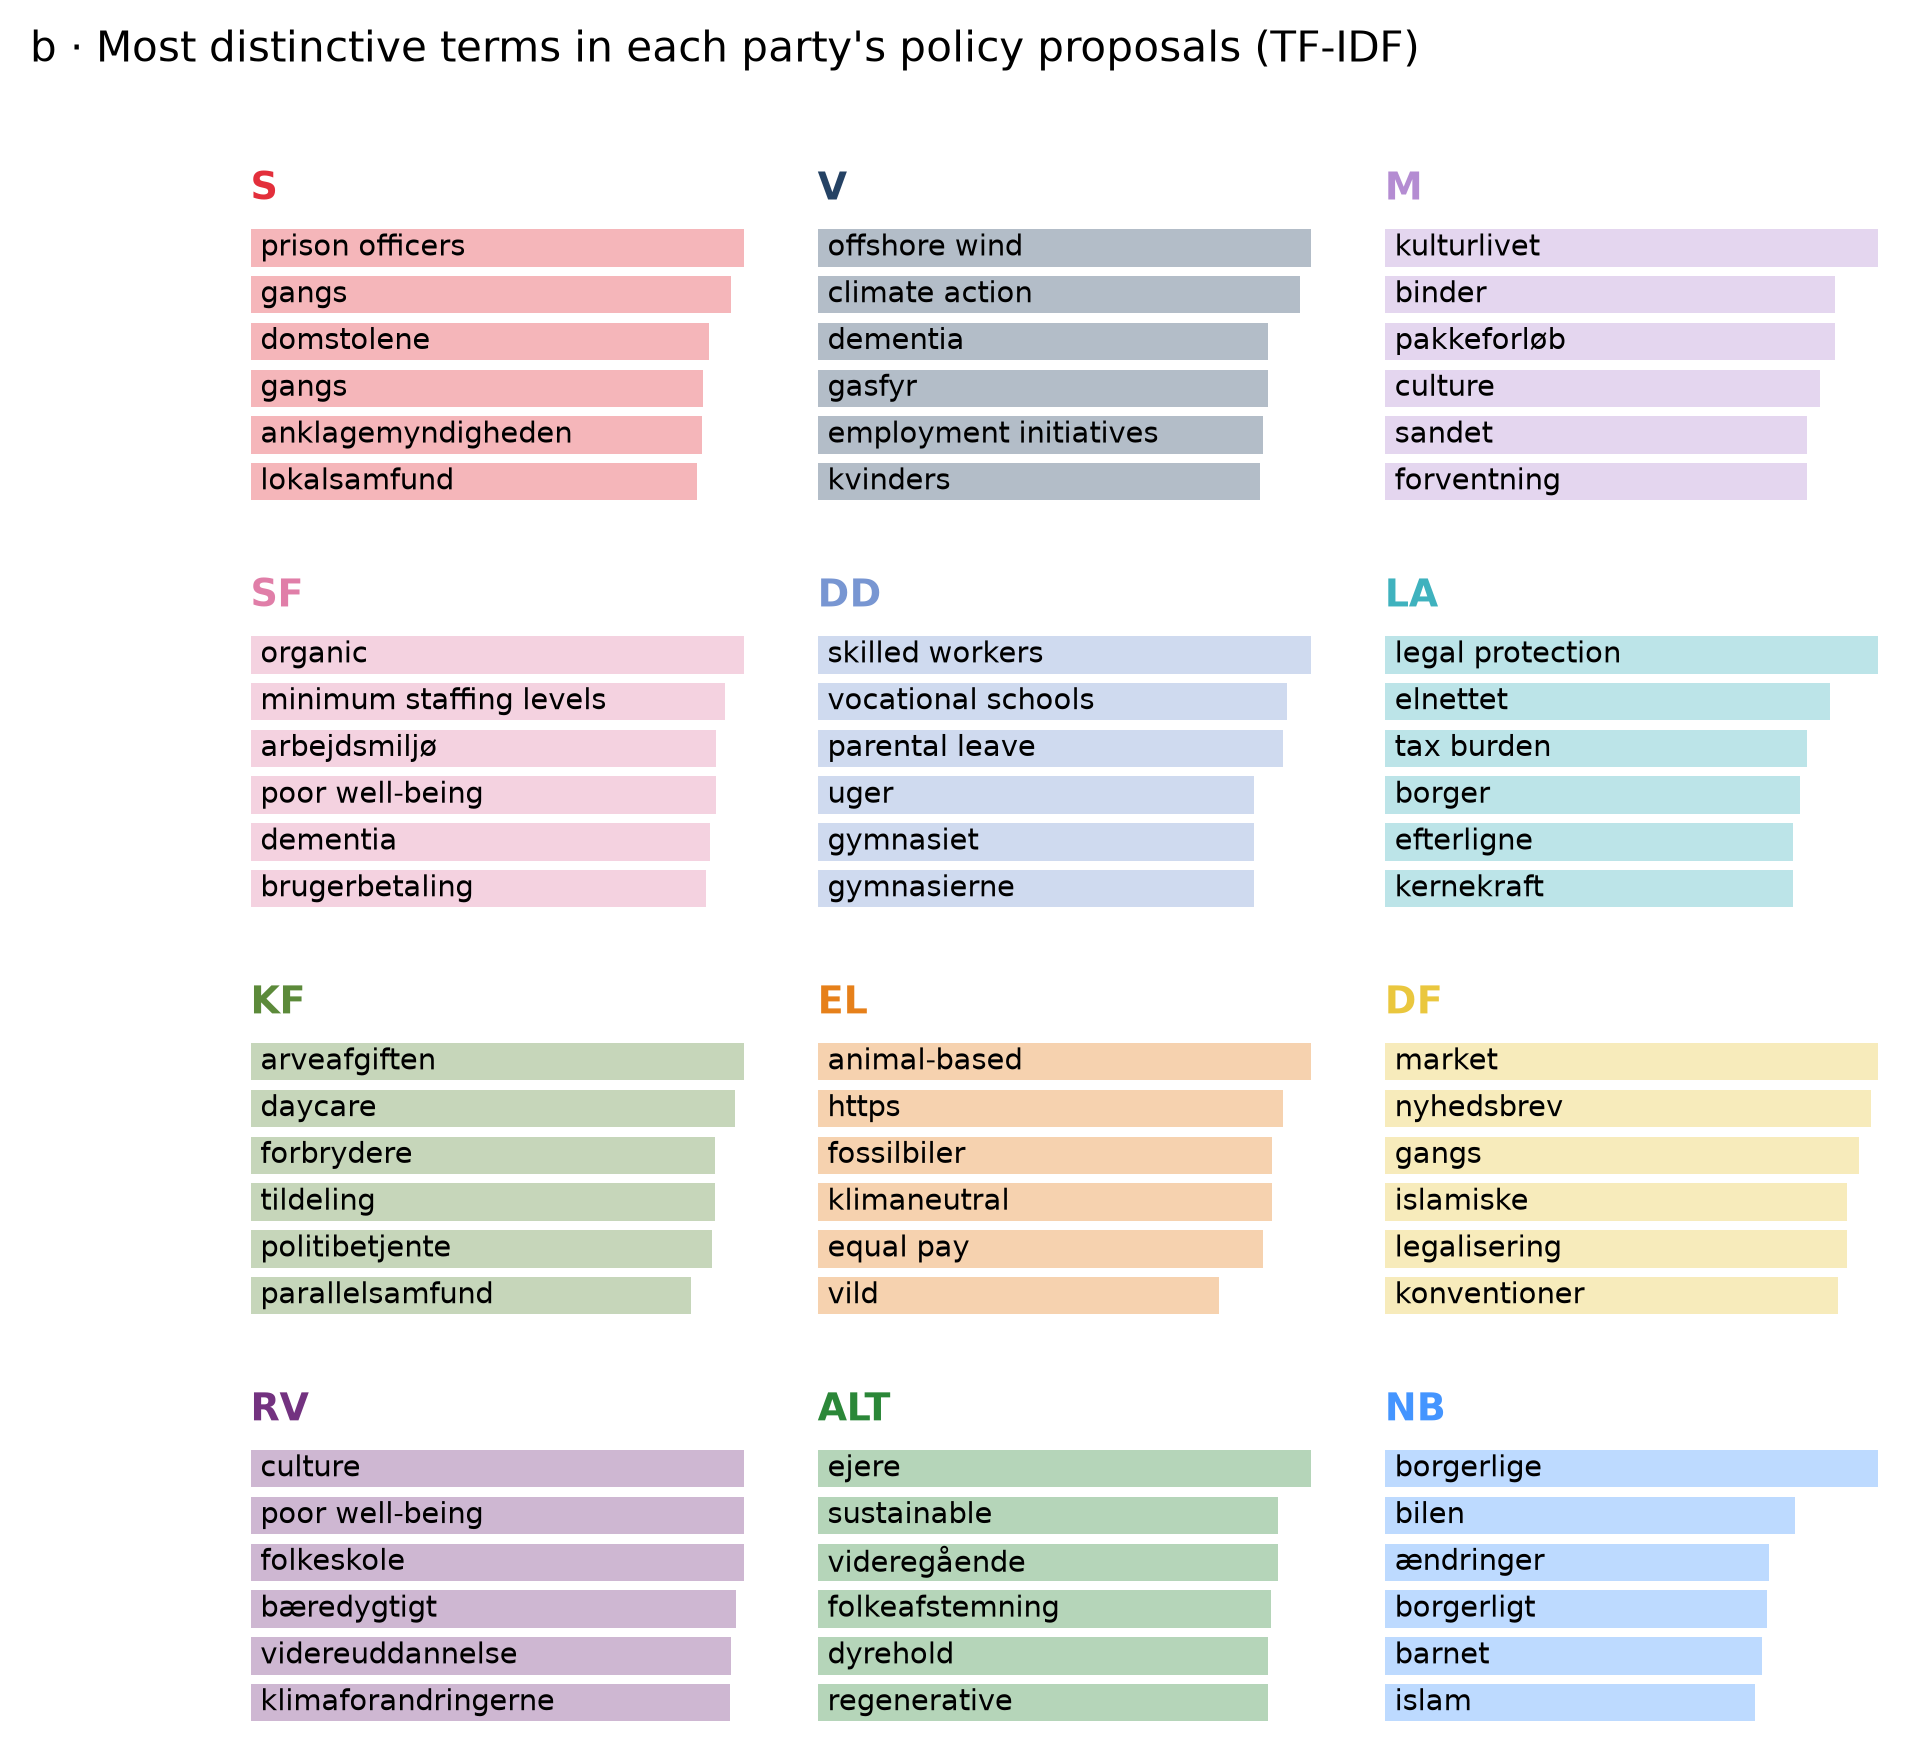 b · Most distinctive terms in each party's policy proposals (TF-IDF)
S
prison officers
gangs
domstolene
gangs
anklagemyndigheden
lokalsamfund
V
offshore wind
climate action
dementia
gasfyr
employment initiatives
kvinders
M
kulturlivet
binder
pakkeforløb
culture
sandet
forventning
SF
organic
minimum staffing levels
arbejdsmiljø
poor well-being
dementia
brugerbetaling
DD
skilled workers
vocational schools
parental leave
uger
gymnasiet
gymnasierne
LA
legal protection
elnettet
tax burden
borger
efterligne
kernekraft
KF
arveafgiften
daycare
forbrydere
tildeling
politibetjente
parallelsamfund
EL
animal-based
https
fossilbiler
klimaneutral
equal pay
vild
DF
market
nyhedsbrev
gangs
islamiske
legalisering
konventioner
RV
culture
poor well-being
folkeskole
bæredygtigt
videreuddannelse
klimaforandringerne
ALT
ejere
sustainable
videregående
folkeafstemning
dyrehold
regenerative
NB
borgerlige
bilen
ændringer
borgerligt
barnet
islam